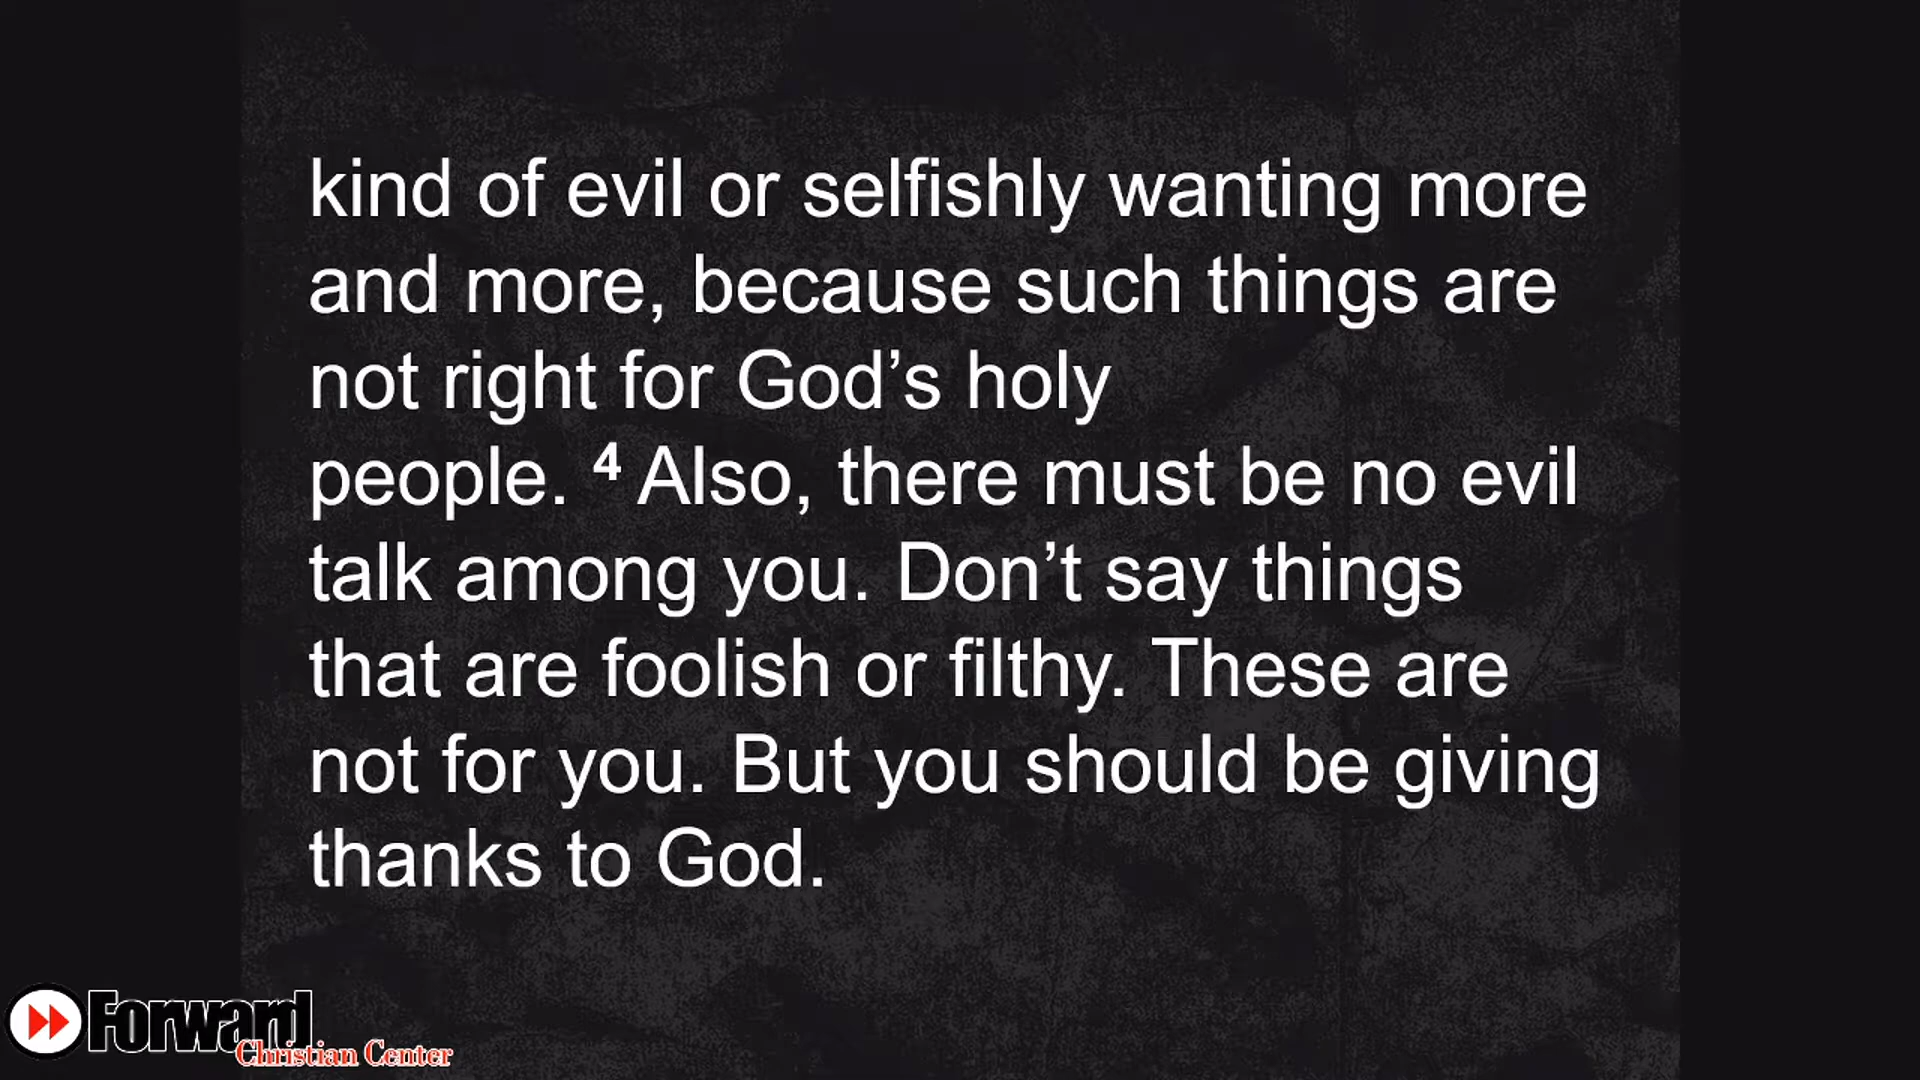 kind of evil or selfishly wanting more
and more, because such things are
not right for God’s holy
people. 4 Also, there must be no evil
talk among you. Don’t say things
that are foolish or filthy. These are
not for you. But you should be giving
thanks to God.
Forward
Christian Center